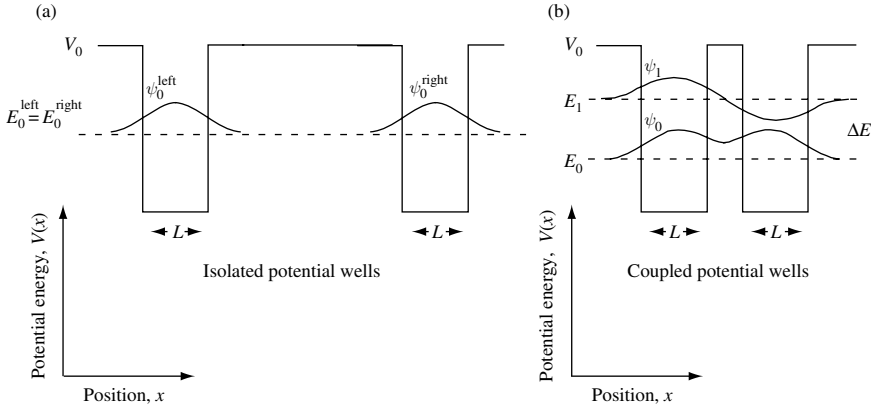 (a)
V0
ψ0left
ψ0right
E0left = E0right
L
L
Isolated potential wells
Potential energy, V(x)
Position, x
(b)
V0
ψ1
E1
ψ0
ΔE
E0
L
L
Coupled potential wells
Potential energy, V(x)
Position, x